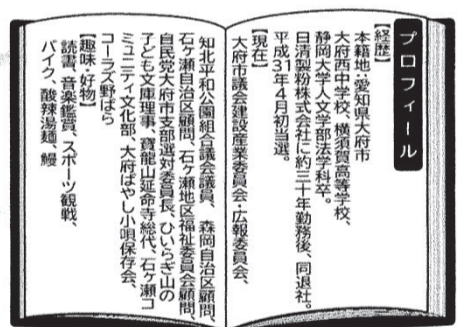 プロフィール
【経歴】
本籍地:愛知県大府市
大府西中学校、横須賀高等学校、
静岡大学人文学部法学科卒。
日清製粉株式会社に約三十年勤務後、同退社。
平成31年4月初当選。
【現在】
大府市議会建設産業委員会・広報委員会、
知北平和公園組合議会議員、森岡自治区顧問、
石ヶ瀬自治区顧問、石ヶ瀬地区福祉委員会顧問、
自民党大府市支部選対委員長、ひいらぎ山の
子ども文庫理事、寶龍山延命寺総代、石ヶ瀬コ
ミュニティ文化部、大府ばやし小唄保存会、
コーラス野ばら
【趣味・好物】
読書、音楽鑑賞、スポーツ観戦、
バイク、酸辣湯麺、鰻